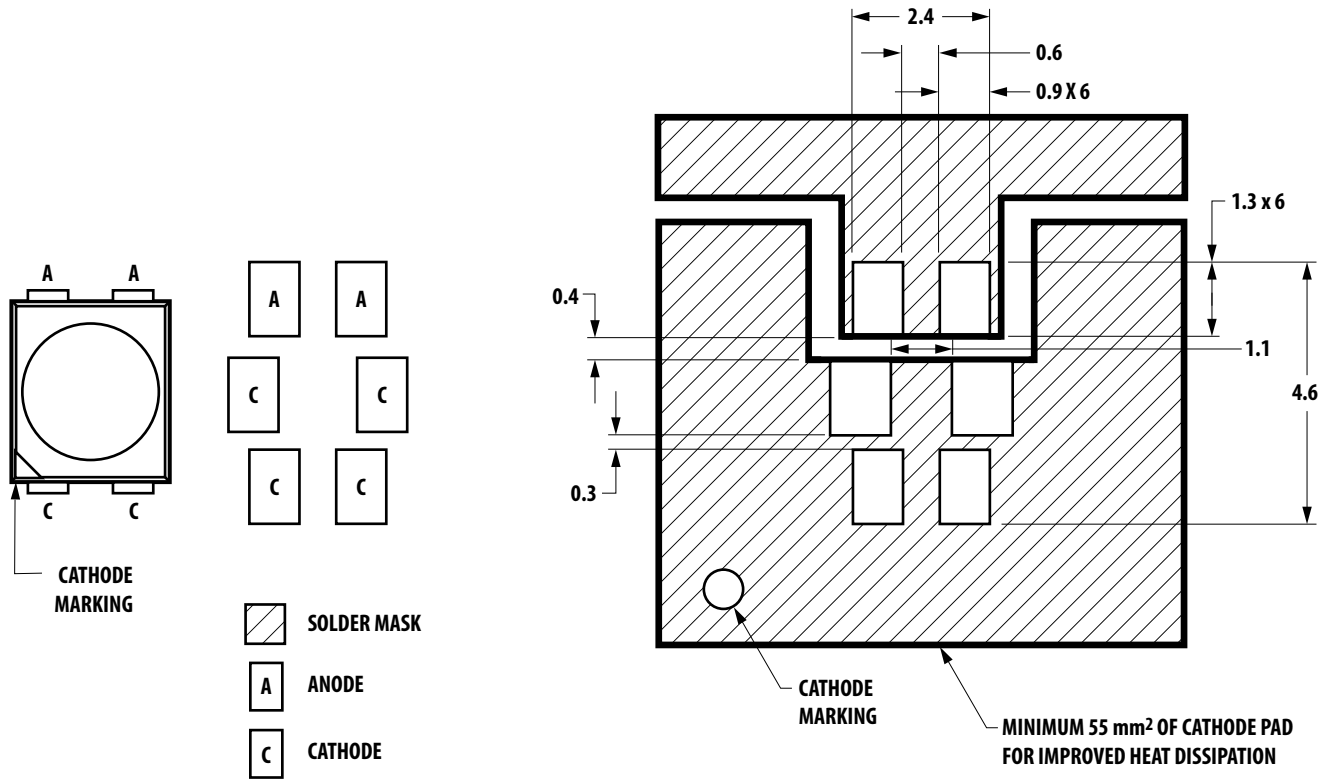 2.4
0.6
0.9 X 6
1.3 x 6
A A
A A
0.4
1.1
C C
4.6
C C
C C
0.3
CATHODE
MARKING
SOLDER MASK
A ANODE
C CATHODE
CATHODE
MARKING
MINIMUM 55 mm² OF CATHODE PAD
FOR IMPROVED HEAT DISSIPATION